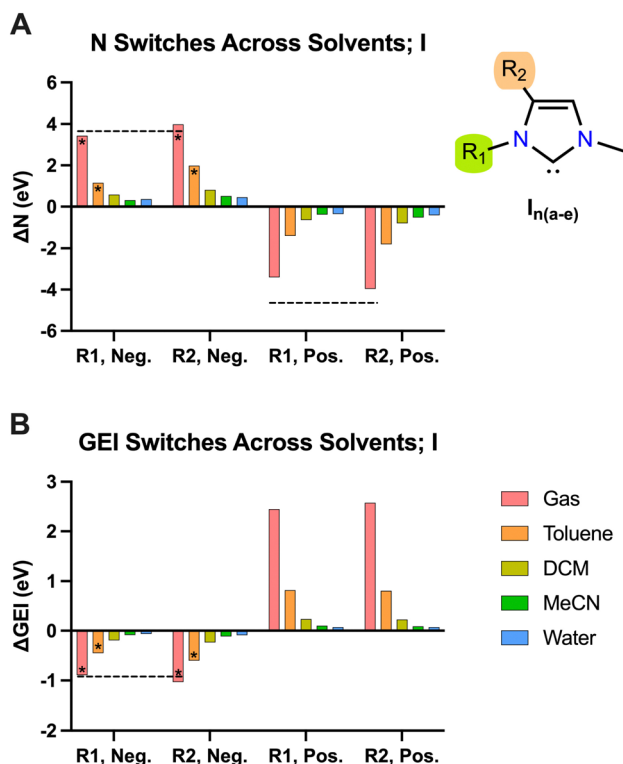 A
N Switches Across Solvents; I
ΔN (eV)
6
4
2
0
-2
-4
-6
* * * *
R1, Neg. R2, Neg. R1, Pos. R2, Pos.
R2
R1 N N
In(a-e)
B
GEI Switches Across Solvents; I
ΔGEI (eV)
3
2
1
0
-1
-2
* * * *
R1, Neg. R2, Neg. R1, Pos. R2, Pos.
Gas
Toluene
DCM
MeCN
Water